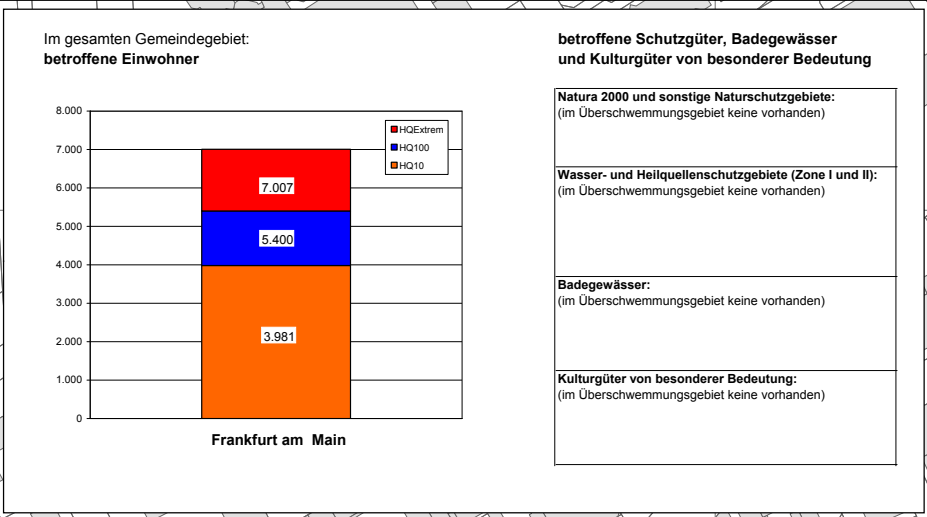 Im gesamten Gemeindegebiet:
betroffene Einwohner
8.000
7.000
6.000
5.000
4.000
3.000
2.000
1.000
0
HQExtrem
HQ100
HQ10
7.007
5.400
3.981
Frankfurt am Main
betroffene Schutzgüter, Badegewässer
und Kulturgüter von besonderer Bedeutung
Natura 2000 und sonstige Naturschutzgebiete:
(im Überschwemmungsgebiet keine vorhanden)
Wasser- und Heilquellenschutzgebiete (Zone I und II):
(im Überschwemmungsgebiet keine vorhanden)
Badegewässer:
(im Überschwemmungsgebiet keine vorhanden)
Kulturgüter von besonderer Bedeutung:
(im Überschwemmungsgebiet keine vorhanden)